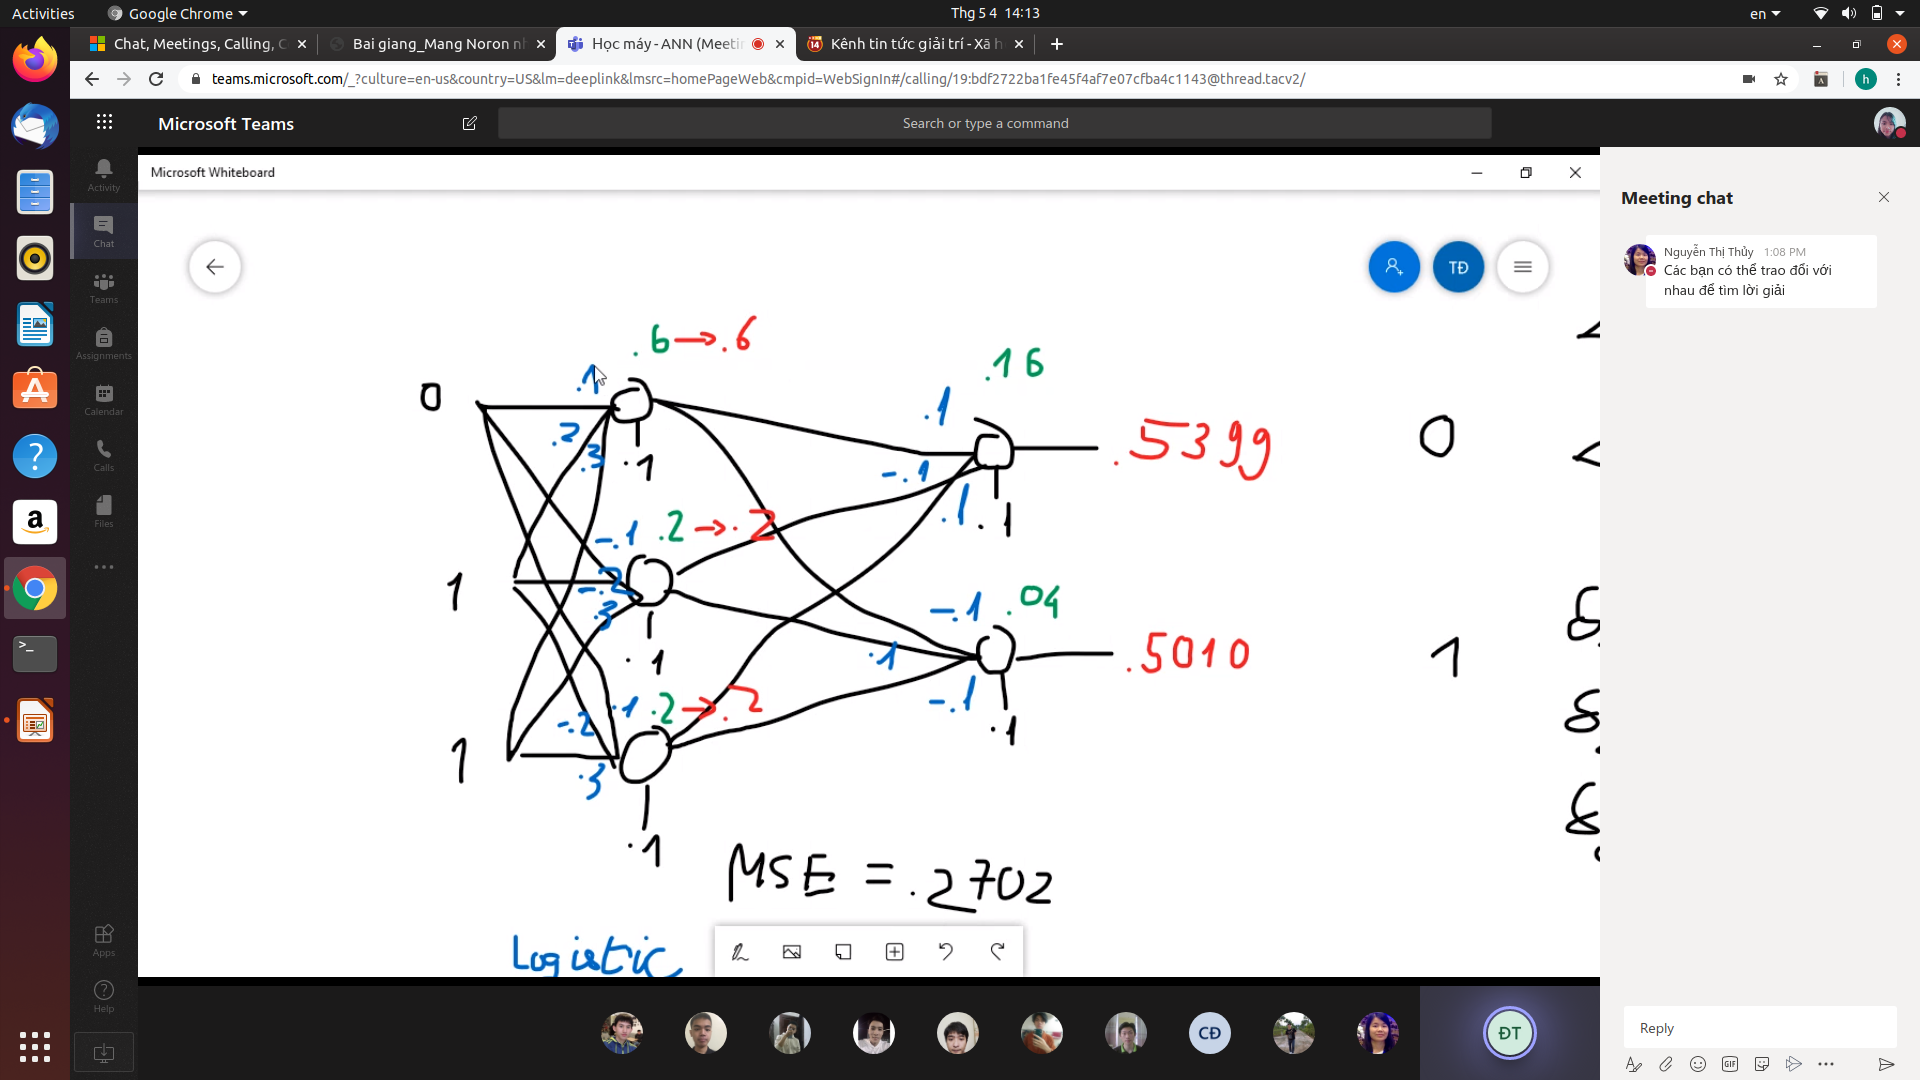 Activities
Google Chrome
Thg 5 4 14:13
en
Chat, Meetings, Calling, C
Bai giang_Mang Noron nh
Học máy - ANN (Meeti
Kênh tin tức giải trí - Xã h
teams.microsoft.com/_?culture=en-us&country=US&lm=deeplink&lmsrc=homePageWeb&cmpid=WebSignIn#/calling/19:bdf2722ba1fe45f4af7e07cfba4c1143@thread.tacv2/
h
Microsoft Teams
Search or type a command
Activity
Chat
Teams
Assignments
Calendar
Calls
Files
Apps
Help
Microsoft Whiteboard
TĐ
.6 → .6
.16
.1
0
.1
.5399
0
.2
.3
.1
-.1
.1
.1
-.1
.2 → .2
1
-.2
.3
-.1
.04
.1
.1
.5010
1
.1
.2 → .2
-.2
-.1
.1
1
.3
.1
MSE = .2702
Logistic
CĐ
ĐT
Meeting chat
Nguyễn Thị Thủy 1:08 PM
Các bạn có thể trao đổi với
nhau để tìm lời giải
Reply
GIF